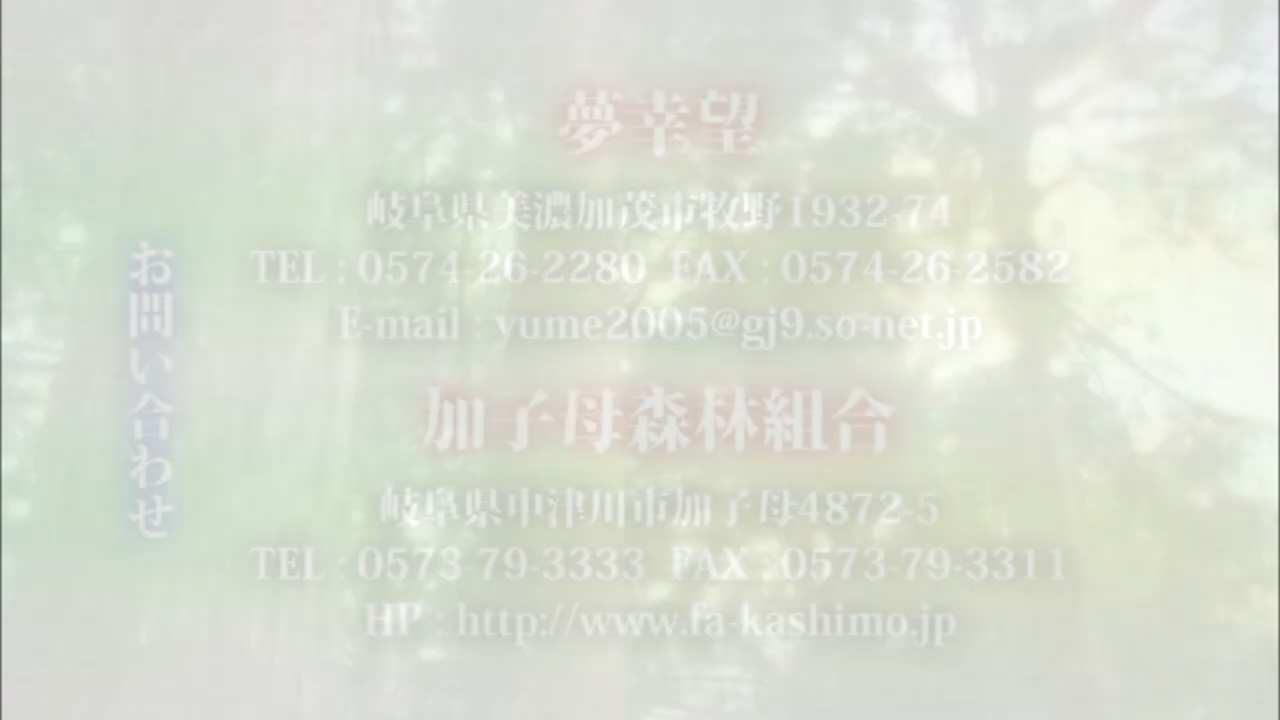 お問い合わせ
夢幸望
岐阜県美濃加茂市牧野1932-74
TEL : 0574-26-2280 FAX : 0574-26-2582
E-mail : yume2005@gj9.so-net.jp
加子母森林組合
岐阜県中津川市加子母4872-5
TEL : 0573-79-3333 FAX : 0573-79-3311
HP : http://www.fa-kashimo.jp